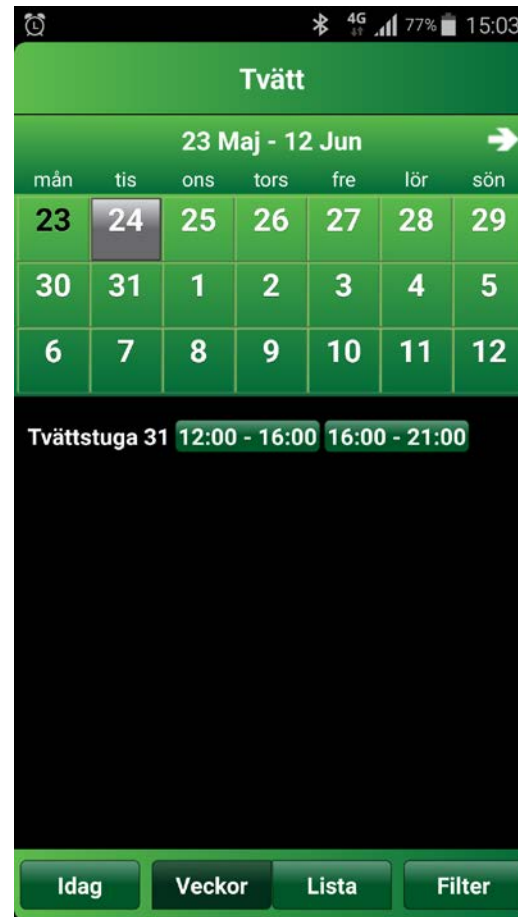 4G 77% 15:03
Tvätt
23 Maj - 12 Jun
mån tis ons tors fre lör sön
23 24 25 26 27 28 29
30 31 1 2 3 4 5
6 7 8 9 10 11 12
Tvättstuga 31 12:00 - 16:00 16:00 - 21:00
Idag Veckor Lista Filter